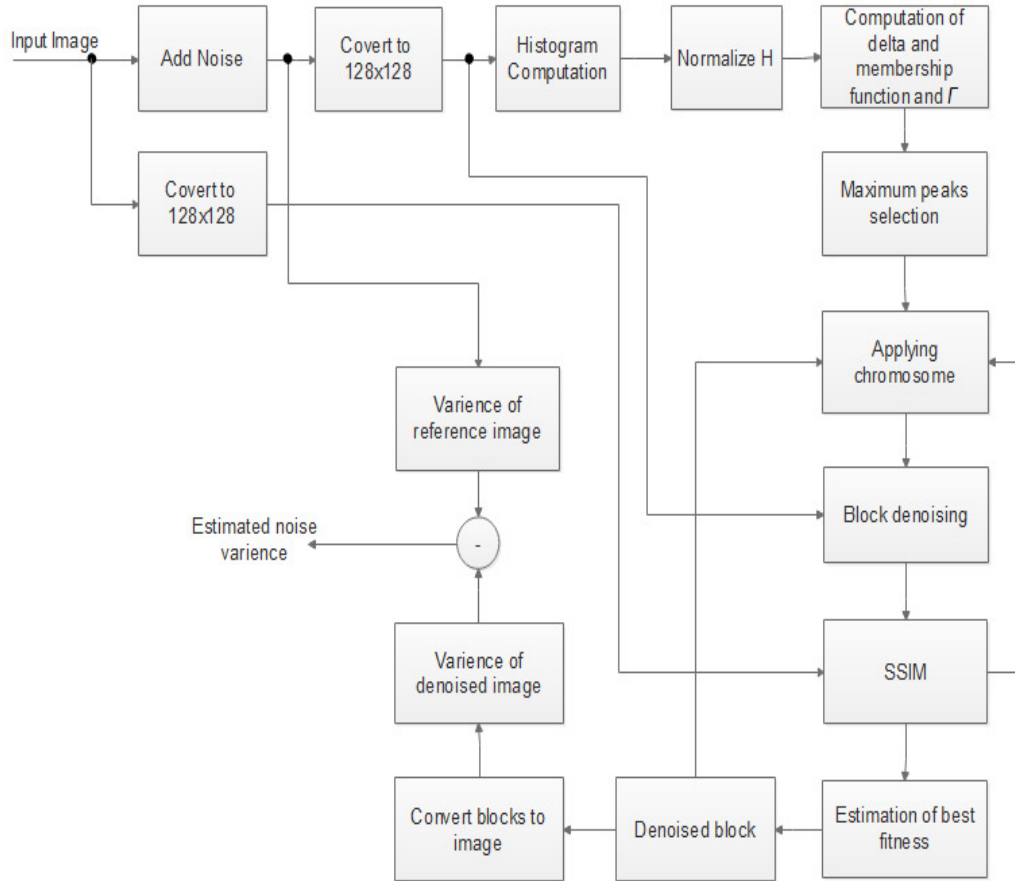 Input Image
Add Noise
Covert to
128x128
Histogram
Computation
Normalize H
Computation of
delta and
membership
function and Γ
Covert to
128x128
Maximum peaks
selection
Applying
chromosome
Varience of
reference image
Block denoising
Estimated noise
varience
-
Varience of
denoised image
SSIM
Convert blocks to
image
Denoised block
Estimation of best
fitness